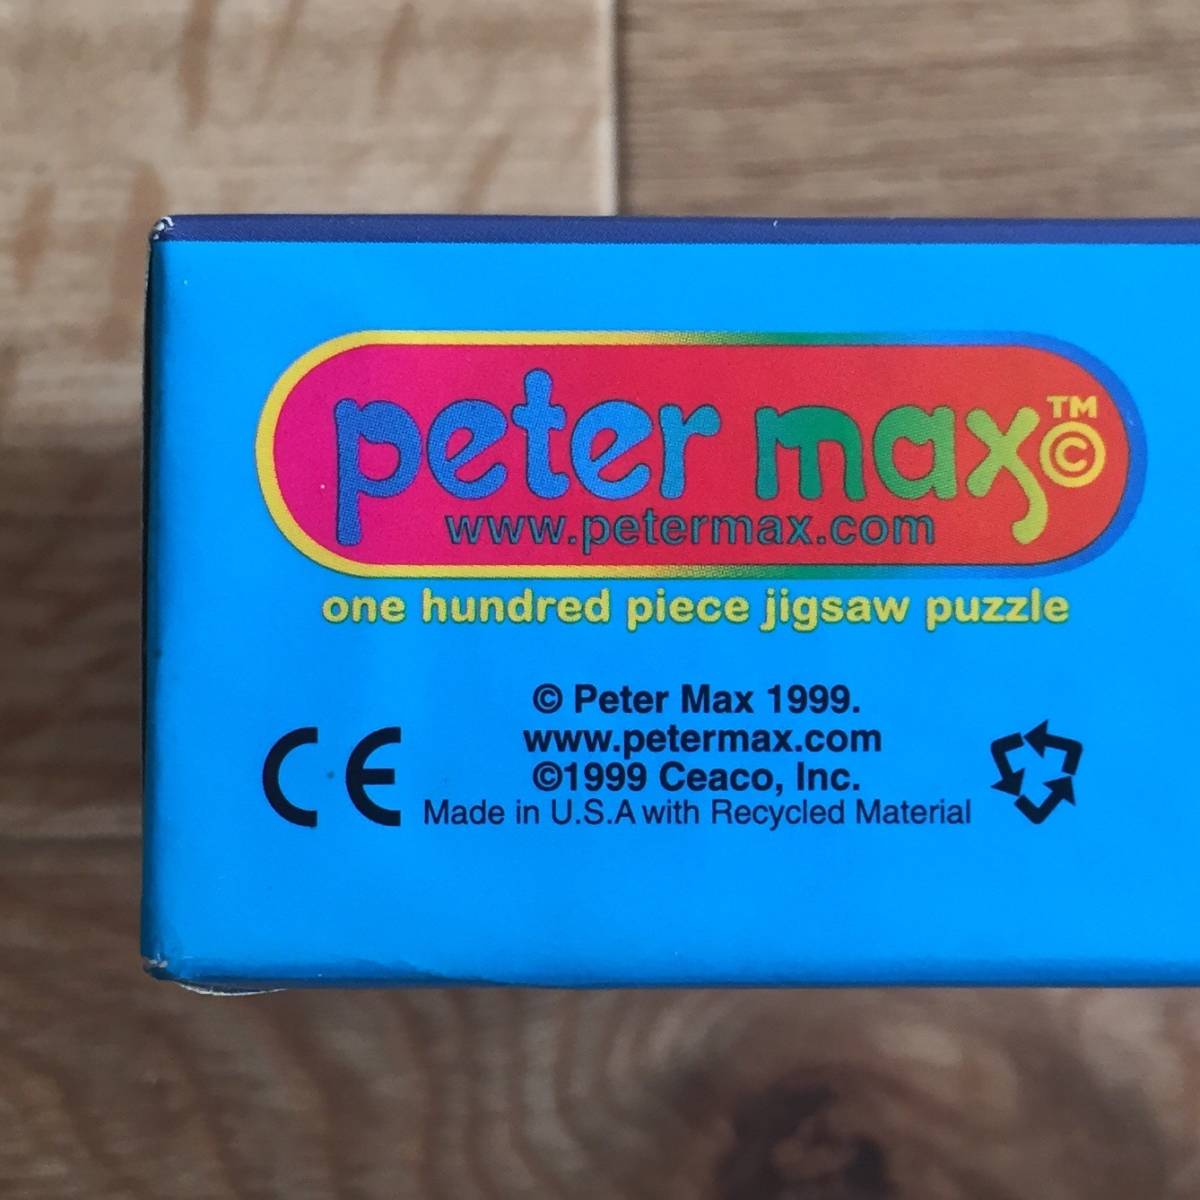 peter max™©
www.petermax.com
one hundred piece jigsaw puzzle
© Peter Max 1999.
www.petermax.com
©1999 Ceaco, Inc.
CE
Made in U.S.A with Recycled Material